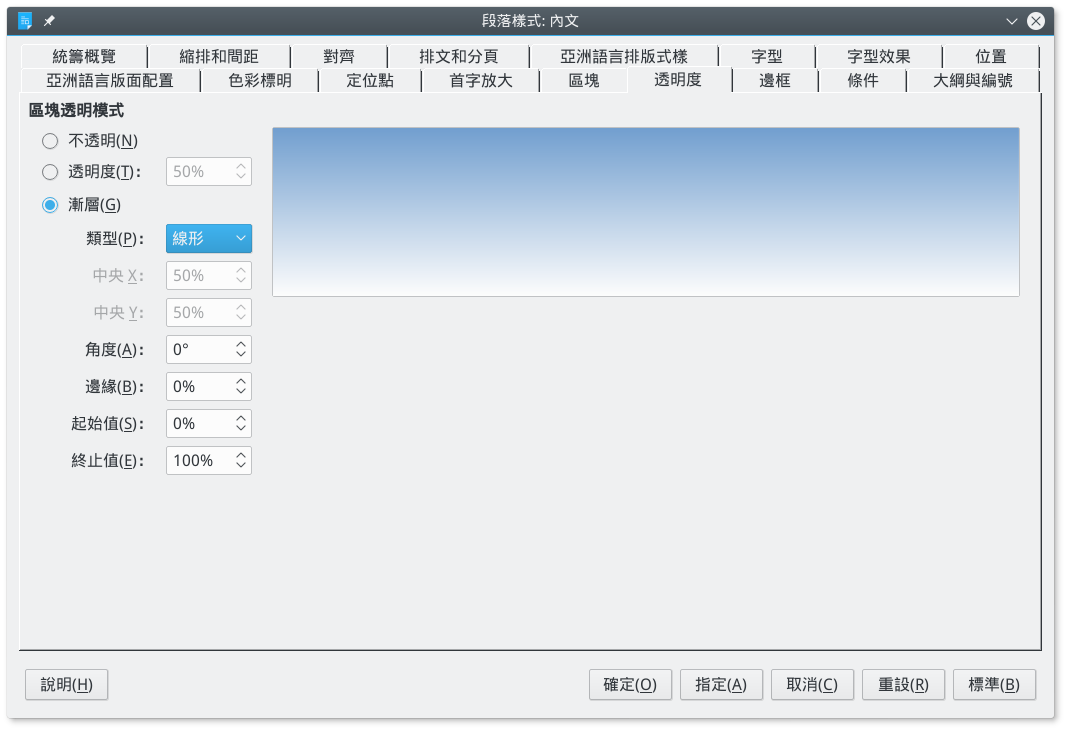 段落樣式: 內文
統籌概覽 縮排和間距 對齊 排文和分頁 亞洲語言排版式樣 字型 字型效果 位置
亞洲語言版面配置 色彩標明 定位點 首字放大 區塊 透明度 邊框 條件 大綱與編號
區塊透明模式
不透明(N)
透明度(T): 50%
漸層(G)
類型(P): 線形
中央 X: 50%
中央 Y: 50%
角度(A): 0°
邊緣(B): 0%
起始值(S): 0%
終止值(E): 100%
說明(H) 確定(O) 指定(A) 取消(C) 重設(R) 標準(B)